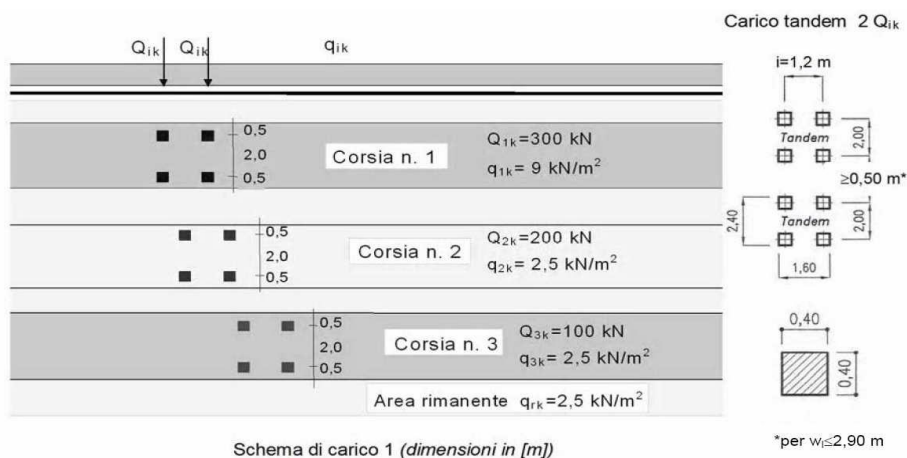 Carico tandem 2 Qik
Qik Qik qik
i=1,2 m
Tandem
2,00
≥0,50 m*
Tandem
2,40
2,00
1,60
0,5
2,0
0,5
Corsia n. 1
Q1k=300 kN
q1k= 9 kN/m²
0,5
2,0
0,5
Corsia n. 2
Q2k=200 kN
q2k= 2,5 kN/m²
0,5
2,0
0,5
Corsia n. 3
Q3k=100 kN
q3k= 2,5 kN/m²
0,40
0,40
Area rimanente qrk=2,5 kN/m²
*per wl≤2,90 m
Schema di carico 1 (dimensioni in [m])